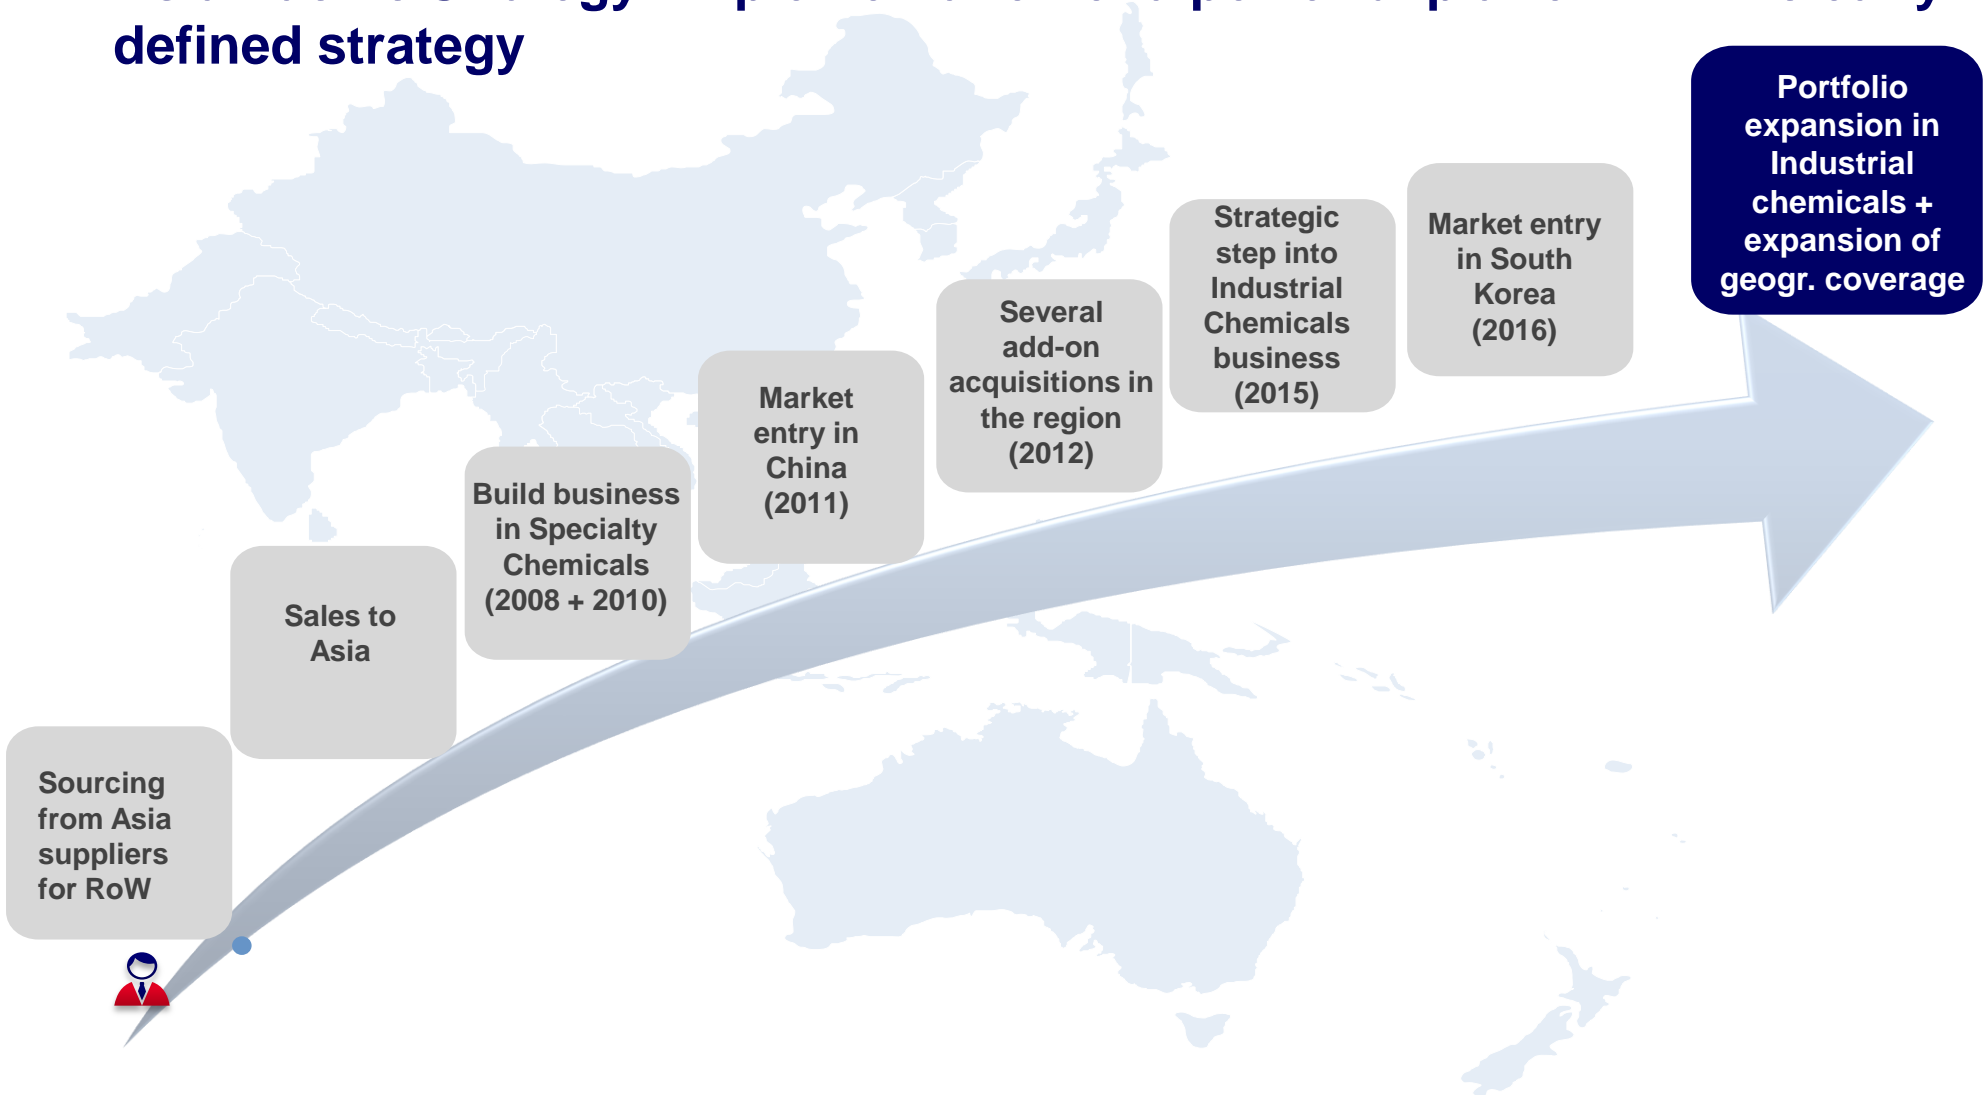 defined strategy
Portfolio
expansion in
Industrial
chemicals +
expansion of
geogr. coverage
Market entry
in South
Korea
(2016)
Strategic
step into
Industrial
Chemicals
business
(2015)
Several
add-on
acquisitions in
the region
(2012)
Market
entry in
China
(2011)
Build business
in Specialty
Chemicals
(2008 + 2010)
Sales to
Asia
Sourcing
from Asia
suppliers
for RoW